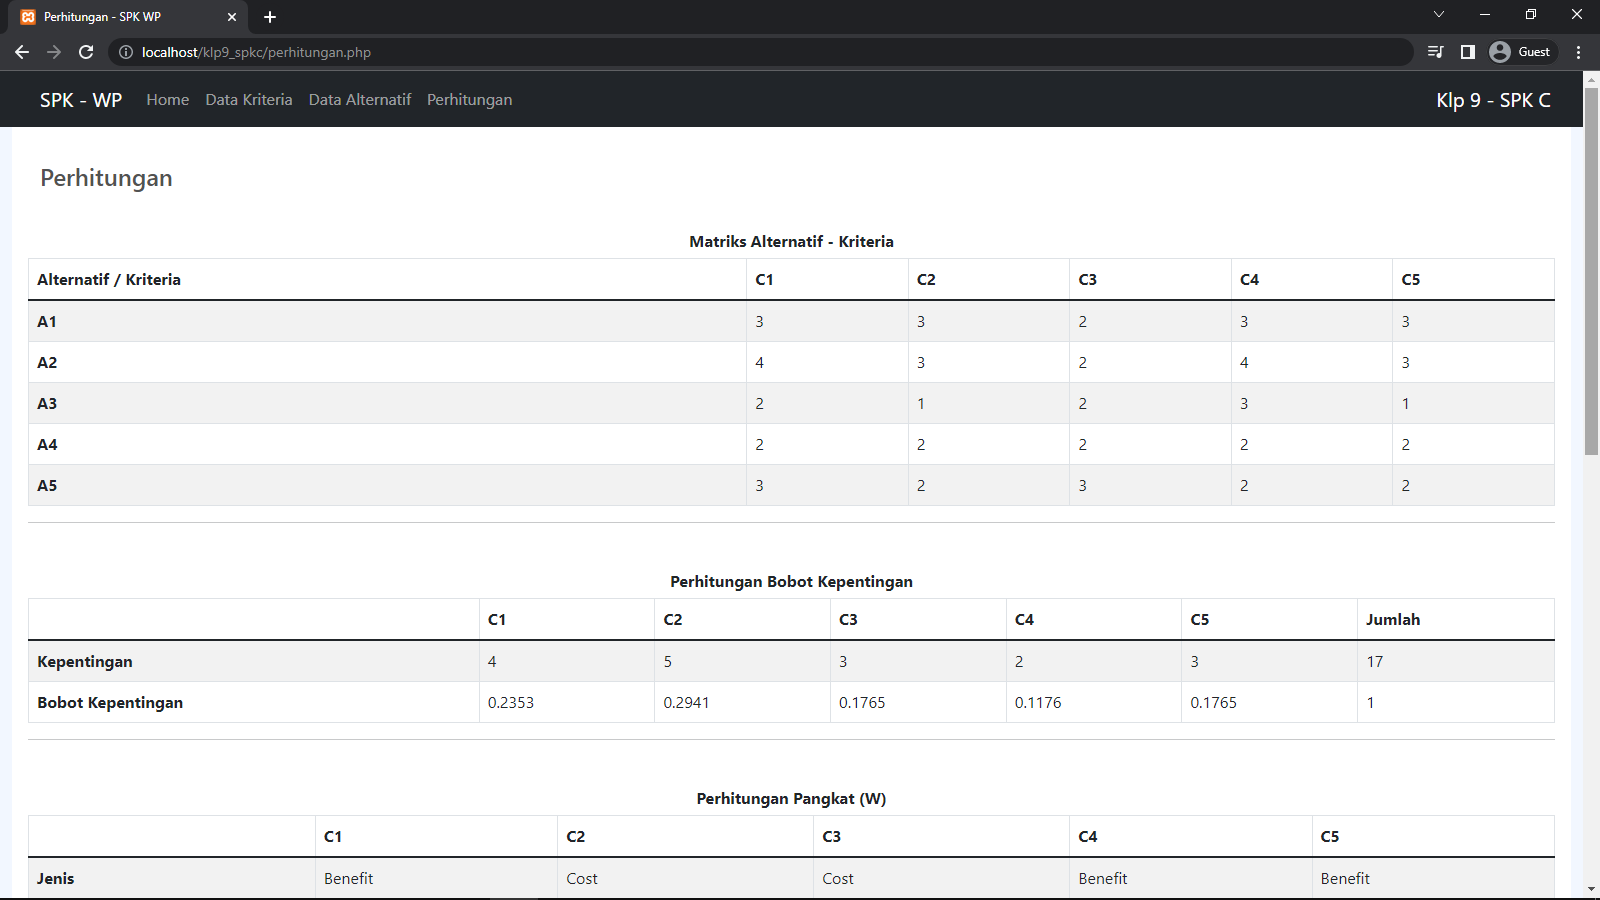 Perhitungan - SPK WP
localhost/klp9_spkc/perhitungan.php
Guest
SPK - WP Home Data Kriteria Data Alternatif Perhitungan Klp 9 - SPK C
Perhitungan
Matriks Alternatif - Kriteria
Alternatif / Kriteria C1 C2 C3 C4 C5
A1 3 3 2 3 3
A2 4 3 2 4 3
A3 2 1 2 3 1
A4 2 2 2 2 2
A5 3 2 3 2 2
Perhitungan Bobot Kepentingan
C1 C2 C3 C4 C5 Jumlah
Kepentingan 4 5 3 2 3 17
Bobot Kepentingan 0.2353 0.2941 0.1765 0.1176 0.1765 1
Perhitungan Pangkat (W)
C1 C2 C3 C4 C5
Jenis Benefit Cost Cost Benefit Benefit